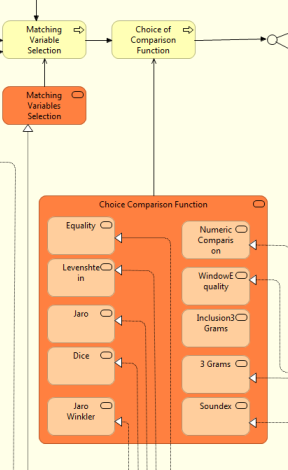 Matching
Variable
Selection
Choice of
Comparison
Function
Matching
Variables
Selection
Choice Comparison Function
Equality
Levenshte
in
Jaro
Dice
Jaro
Winkler
Numeric
Comparis
on
WindowE
quality
Inclusion3
Grams
3 Grams
Soundex